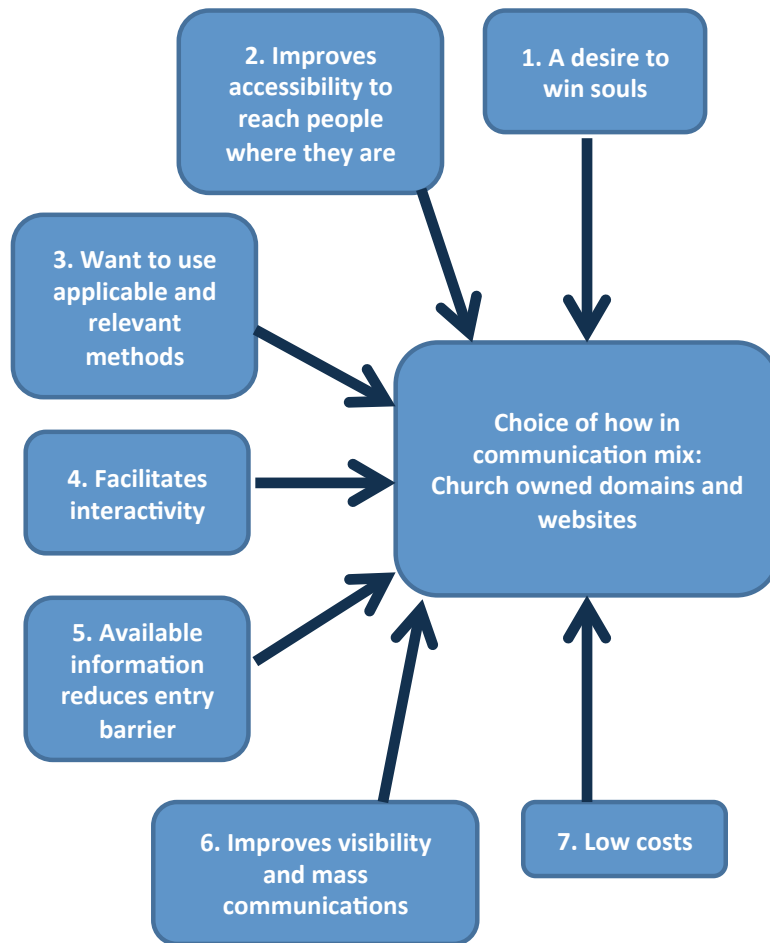 1. A desire to
win souls
2. Improves
accessibility to
reach people
where they are
3. Want to use
applicable and
relevant
methods
4. Facilitates
interactivity
5. Available
information
reduces entry
barrier
6. Improves visibility
and mass
communications
7. Low costs
Choice of how in
communication mix:
Church owned domains and
websites